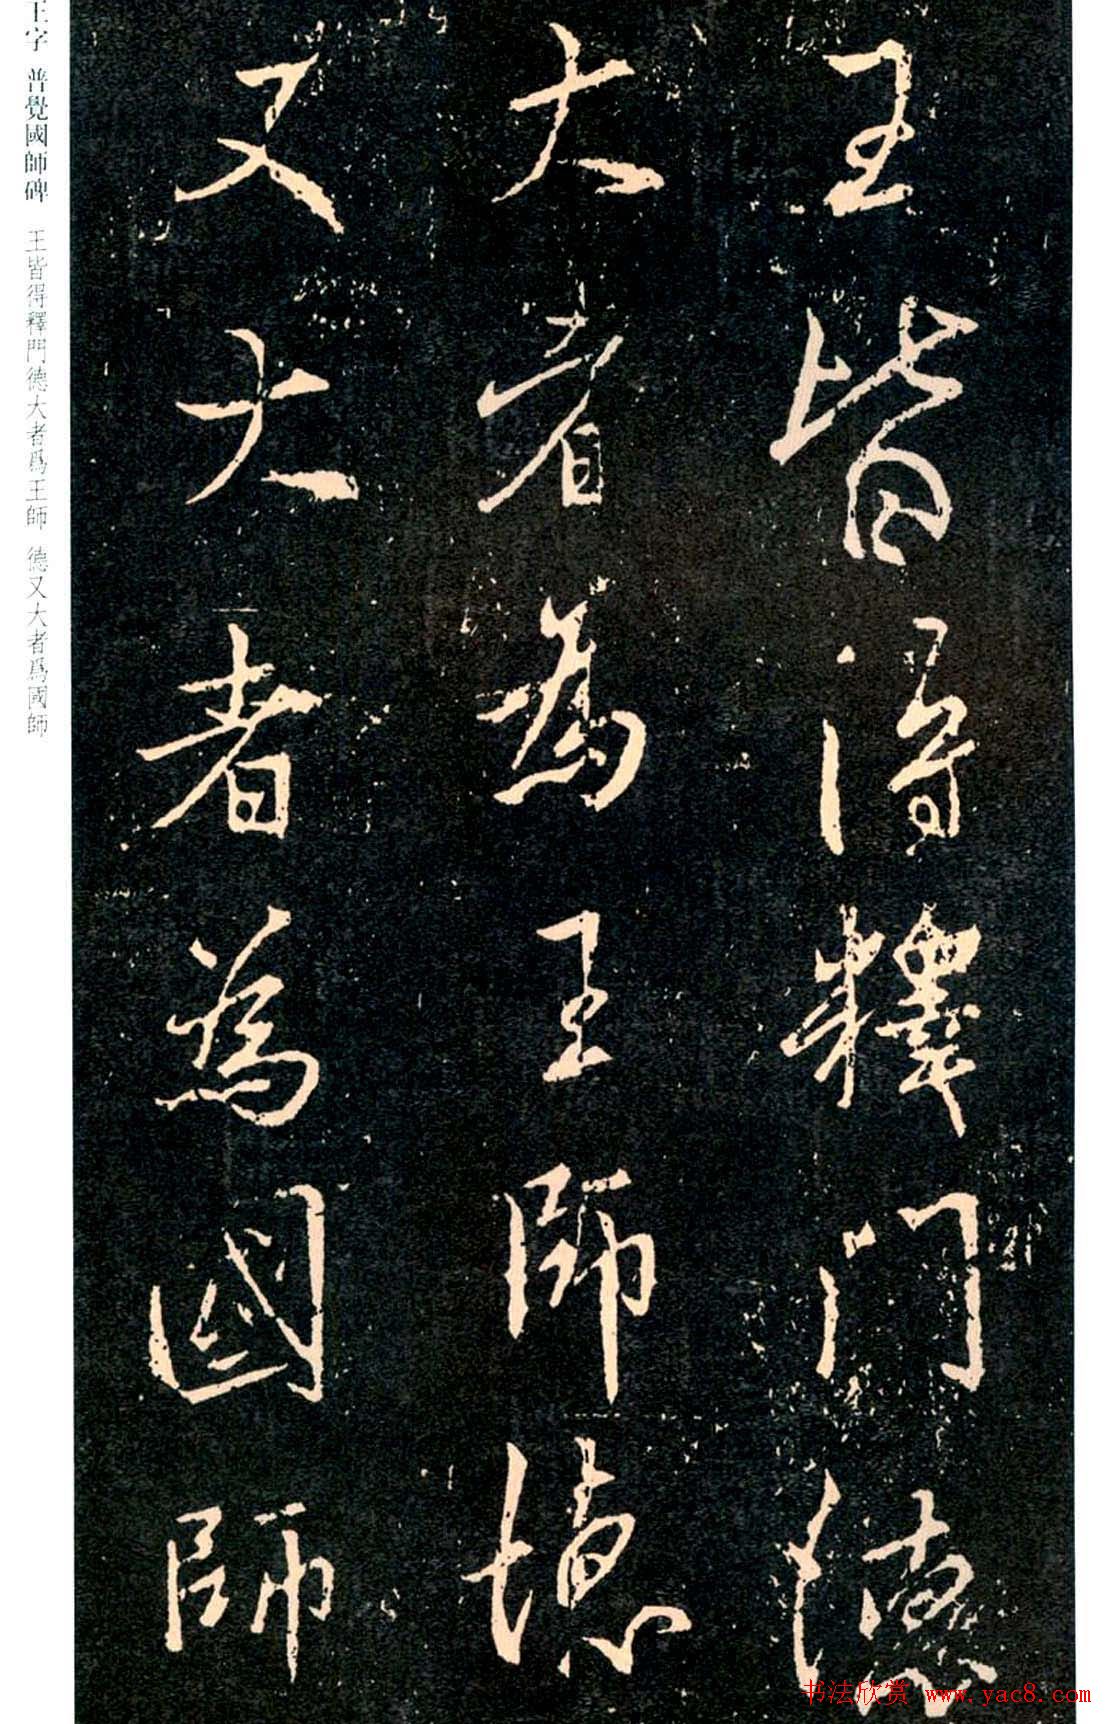 王皆得釋門德
大者為王師德
又大者為國師
王字 普覺國師碑 王皆得釋門德大者爲王師 德又大者爲國師
书法欣赏 www.yac8.com